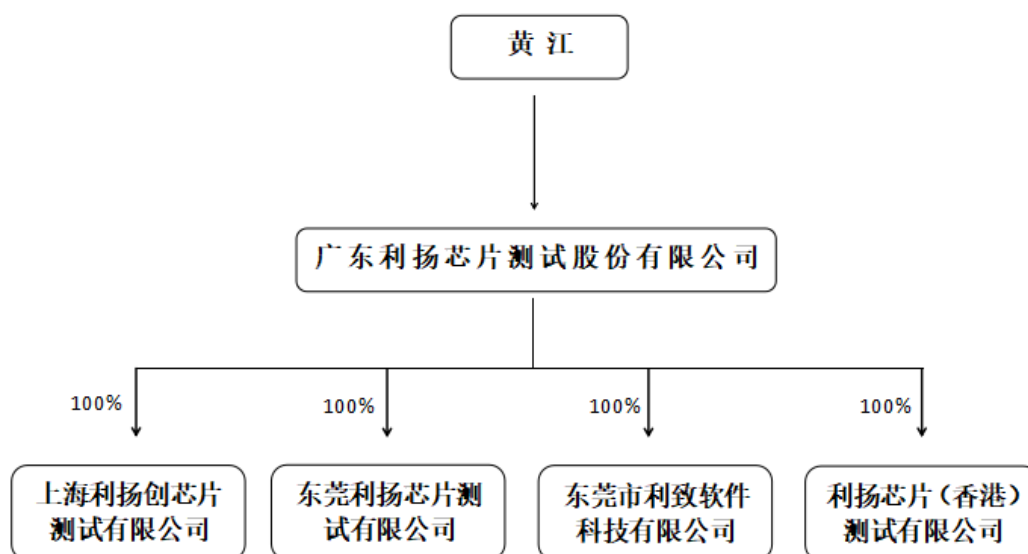 黄江
广东利扬芯片测试股份有限公司
100%
100%
100%
100%
上海利扬创芯片
测试有限公司
东莞利扬芯片测
试有限公司
东莞市利致软件
科技有限公司
利扬芯片（香港）
测试有限公司